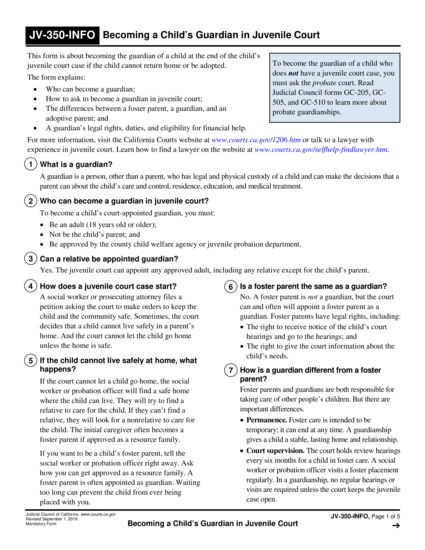 JV-350-INFO Becoming a Child's Guardian in Juvenile Court
This form is about becoming the guardian of a child at the end of the child's
juvenile court case if the child cannot return home or be adopted.
The form explains:
• Who can become a guardian;
• How to ask to become a guardian in juvenile court;
• The differences between a foster parent, a guardian, and an
adoptive parent; and
• A guardian's legal rights, duties, and eligibility for financial help.
To become the guardian of a child who
does not have a juvenile court case, you
must ask the probate court. Read
Judicial Council forms GC-205, GC-
505, and GC-510 to learn more about
probate guardianships.
For more information, visit the California Courts website at www.courts.ca.gov/1206.htm or talk to a lawyer with
experience in juvenile court. Learn how to find a lawyer on the website at www.courts.ca.gov/selfhelp-findlawyer.htm.
1 What is a guardian?
A guardian is a person, other than a parent, who has legal and physical custody of a child and can make the decisions that a
parent can about the child's care and control, residence, education, and medical treatment.
2 Who can become a guardian in juvenile court?
To become a child's court-appointed guardian, you must:
• Be an adult (18 years old or older);
• Not be the child's parent; and
• Be approved by the county child welfare agency or juvenile probation department.
3 Can a relative be appointed guardian?
Yes. The juvenile court can appoint any approved adult, including any relative except for the child's parent.
4 How does a juvenile court case start?
A social worker or prosecuting attorney files a
petition asking the court to make orders to keep the
child and the community safe. Sometimes, the court
decides that a child cannot live safely in a parent's
home. And the court cannot let the child go home
unless the home is safe.
5 If the child cannot live safely at home, what
happens?
If the court cannot let a child go home, the social
worker or probation officer will find a safe home
where the child can live. They will try to find a
relative to care for the child. If they can't find a
relative, they will look for a nonrelative to care for
the child. The initial caregiver often becomes a
foster parent if approved as a resource family.
If you want to be a child's foster parent, tell the
social worker or probation officer right away. Ask
how you can get approved as a resource family. A
foster parent is often appointed as guardian. Waiting
too long can prevent the child from ever being
placed with you.
6 Is a foster parent the same as a guardian?
No. A foster parent is not a guardian, but the court
can and often will appoint a foster parent as a
guardian. Foster parents have legal rights, including:
• The right to receive notice of the child's court
hearings and go to the hearings; and
• The right to give the court information about the
child's needs.
7 How is a guardian different from a foster
parent?
Foster parents and guardians are both responsible for
taking care of other people's children. But there are
important differences.
• Permanence. Foster care is intended to be
temporary; it can end at any time. A guardianship
gives a child a stable, lasting home and relationship.
• Court supervision. The court holds review hearings
every six months for a child in foster care. A social
worker or probation officer visits a foster placement
regularly. In a guardianship, no regular hearings or
visits are required unless the court keeps the juvenile
case open.
Judicial Council of California, www.courts.ca.gov
Revised September 1, 2019
Mandatory Form
Becoming a Child's Guardian in Juvenile Court
JV-350-INFO, Page 1 of 5
➔